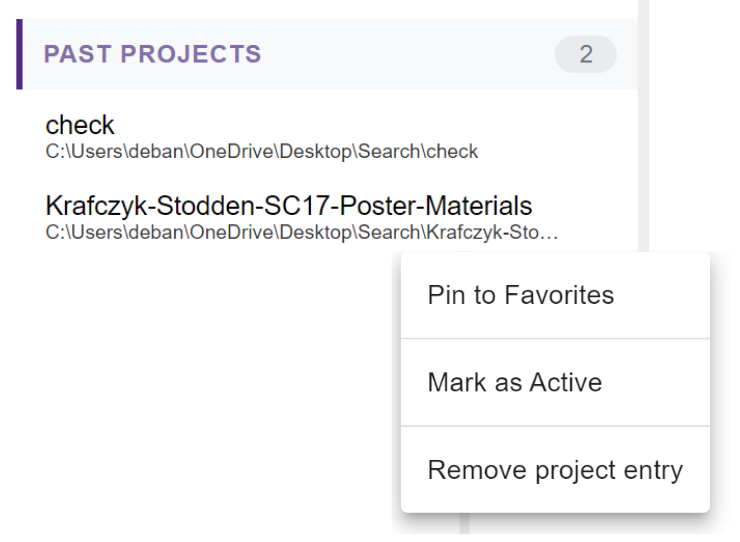 PAST PROJECTS 2
check
C:\Users\deban\OneDrive\Desktop\Search\check
Krafczyk-Stodden-SC17-Poster-Materials
C:\Users\deban\OneDrive\Desktop\Search\Krafczyk-Sto...
Pin to Favorites
Mark as Active
Remove project entry